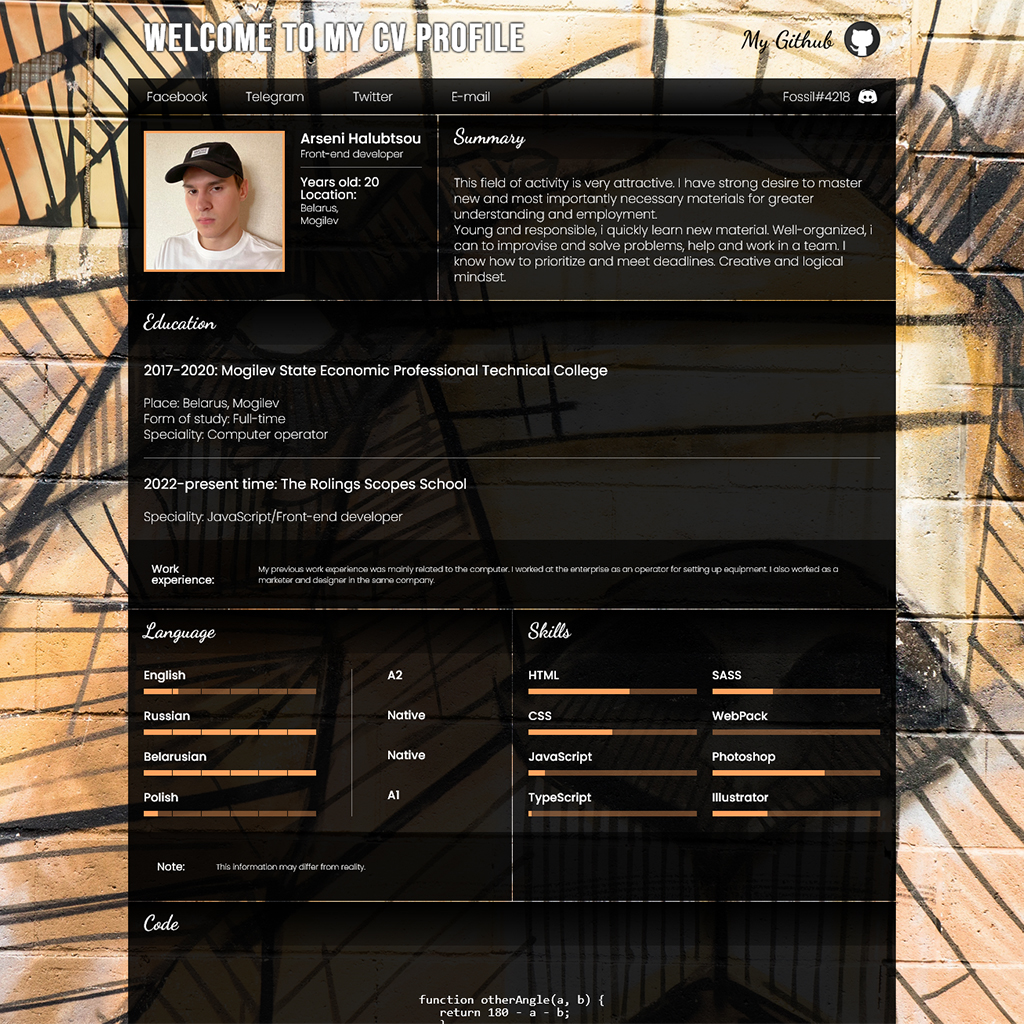 WELCOME TO MY CV PROFILE
My Github
Facebook
Telegram
Twitter
E-mail
Fossil#4218
Arseni Halubtsou
Front-end developer
Years old: 20
Location:
Belarus,
Mogilev
Summary
This field of activity is very attractive. I have strong desire to master
new and most importantly necessary materials for greater
understanding and employment.
Young and responsible, i quickly learn new material. Well-organized, i
can to improvise and solve problems, help and work in a team. I
know how to prioritize and meet deadlines. Creative and logical
mindset.
Education
2017-2020: Mogilev State Economic Professional Technical College
Place: Belarus, Mogilev
Form of study: Full-time
Speciality: Computer operator
2022-present time: The Rolings Scopes School
Speciality: JavaScript/Front-end developer
Work
experience:
My previous work experience was mainly related to the computer. I worked at the enterprise as an operator for setting up equipment. I also worked as a
marketer and designer in the same company.
Language
English
A2
Russian
Native
Belarusian
Native
Polish
A1
Note:
This information may differ from reality.
Skills
HTML
SASS
CSS
WebPack
JavaScript
Photoshop
TypeScript
Illustrator
Code
function otherAngle(a, b) {
return 180 - a - b;